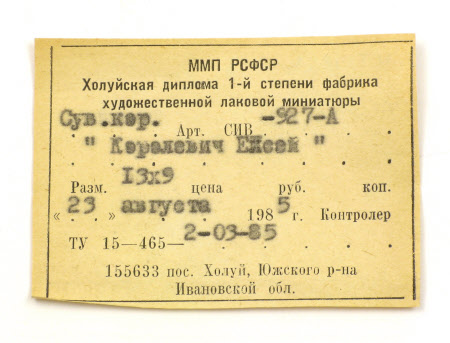 ММП РСФСР
Холуйская диплома 1-й степени фабрика
художественной лаковой миниатюры
Сув.кор. Арт. СИВ -927-А
" Королевич Елисей "
Разм. 13х9 цена руб. коп.
« 23 » августа 1985 г. Контролер
ТУ 15—465— 2-03-85
155633 пос. Холуй, Южского р-на
Ивановской обл.